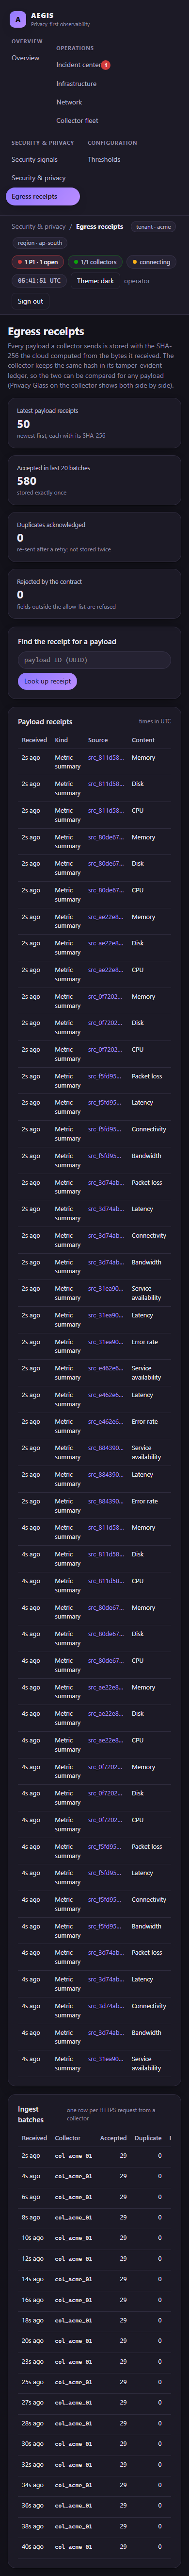 A
AEGIS
Privacy-first observability
OVERVIEW
Overview
OPERATIONS
Incident center 1
Infrastructure
Network
Collector fleet
SECURITY & PRIVACY
Security signals
Security & privacy
Egress receipts
CONFIGURATION
Thresholds
Security & privacy / Egress receipts tenant · acme
region · ap-south
1 P1 · 1 open 1/1 collectors connecting
05:41:51 UTC Theme: dark operator
Sign out
Egress receipts
Every payload a collector sends is stored with the SHA-
256 the cloud computed from the bytes it received. The
collector keeps the same hash in its tamper-evident
ledger, so the two can be compared for any payload
(Privacy Glass on the collector shows both side by side).
Latest payload receipts
50
newest first, each with its SHA-256
Accepted in last 20 batches
580
stored exactly once
Duplicates acknowledged
0
re-sent after a retry; not stored twice
Rejected by the contract
0
fields outside the allow-list are refused
Find the receipt for a payload
payload ID (UUID)
Look up receipt
Payload receipts times in UTC
Received Kind Source Content
2s ago Metric summary src_811d58... Memory
2s ago Metric summary src_811d58... Disk
2s ago Metric summary src_811d58... CPU
2s ago Metric summary src_80de67... Memory
2s ago Metric summary src_80de67... Disk
2s ago Metric summary src_80de67... CPU
2s ago Metric summary src_ae22e8... Memory
2s ago Metric summary src_ae22e8... Disk
2s ago Metric summary src_ae22e8... CPU
2s ago Metric summary src_0f7202... Memory
2s ago Metric summary src_0f7202... Disk
2s ago Metric summary src_0f7202... CPU
2s ago Metric summary src_f5fd95... Packet loss
2s ago Metric summary src_f5fd95... Latency
2s ago Metric summary src_f5fd95... Connectivity
2s ago Metric summary src_f5fd95... Bandwidth
2s ago Metric summary src_3d74ab... Packet loss
2s ago Metric summary src_3d74ab... Latency
2s ago Metric summary src_3d74ab... Connectivity
2s ago Metric summary src_3d74ab... Bandwidth
2s ago Metric summary src_31ea90... Service availability
2s ago Metric summary src_31ea90... Latency
2s ago Metric summary src_31ea90... Error rate
2s ago Metric summary src_e462e6... Service availability
2s ago Metric summary src_e462e6... Latency
2s ago Metric summary src_e462e6... Error rate
2s ago Metric summary src_884390... Service availability
2s ago Metric summary src_884390... Latency
2s ago Metric summary src_884390... Error rate
4s ago Metric summary src_811d58... Memory
4s ago Metric summary src_811d58... Disk
4s ago Metric summary src_811d58... CPU
4s ago Metric summary src_80de67... Memory
4s ago Metric summary src_80de67... Disk
4s ago Metric summary src_80de67... CPU
4s ago Metric summary src_ae22e8... Memory
4s ago Metric summary src_ae22e8... Disk
4s ago Metric summary src_ae22e8... CPU
4s ago Metric summary src_0f7202... Memory
4s ago Metric summary src_0f7202... Disk
4s ago Metric summary src_0f7202... CPU
4s ago Metric summary src_f5fd95... Packet loss
4s ago Metric summary src_f5fd95... Latency
4s ago Metric summary src_f5fd95... Connectivity
4s ago Metric summary src_f5fd95... Bandwidth
4s ago Metric summary src_3d74ab... Packet loss
4s ago Metric summary src_3d74ab... Latency
4s ago Metric summary src_3d74ab... Connectivity
4s ago Metric summary src_3d74ab... Bandwidth
4s ago Metric summary src_31ea90... Service availability
Ingest batches one row per HTTPS request from a collector
Received Collector Accepted Duplicate
2s ago col_acme_01 29 0
4s ago col_acme_01 29 0
6s ago col_acme_01 29 0
8s ago col_acme_01 29 0
10s ago col_acme_01 29 0
12s ago col_acme_01 29 0
14s ago col_acme_01 29 0
16s ago col_acme_01 29 0
18s ago col_acme_01 29 0
20s ago col_acme_01 29 0
23s ago col_acme_01 29 0
25s ago col_acme_01 29 0
27s ago col_acme_01 29 0
28s ago col_acme_01 29 0
30s ago col_acme_01 29 0
32s ago col_acme_01 29 0
34s ago col_acme_01 29 0
36s ago col_acme_01 29 0
38s ago col_acme_01 29 0
40s ago col_acme_01 29 0